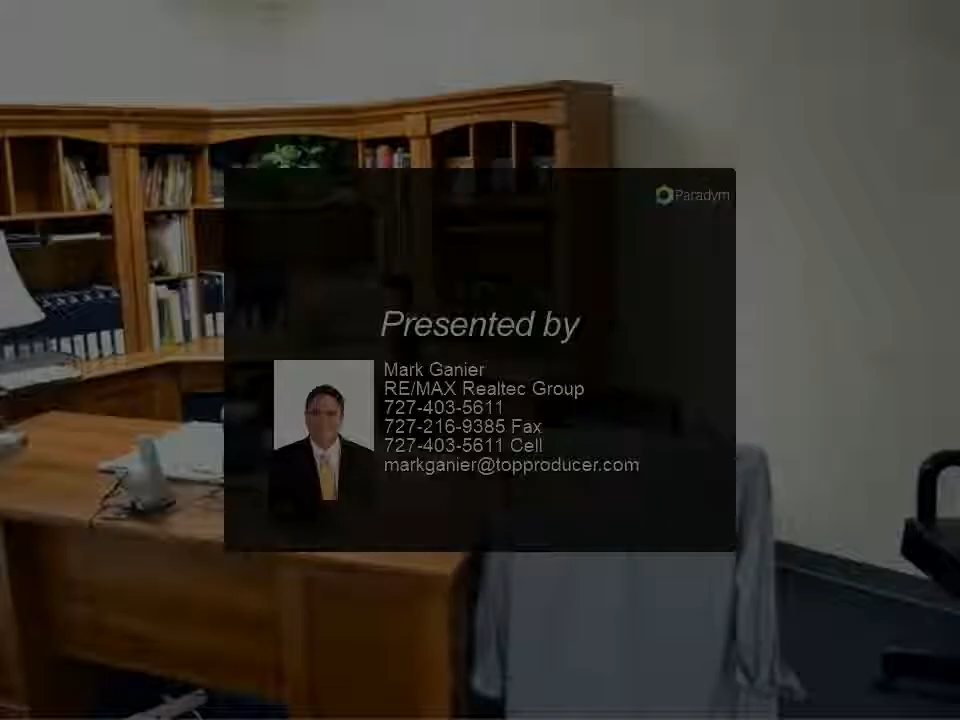 Paradym
Presented by
Mark Ganier
RE/MAX Realtec Group
727-403-5611
727-216-9385 Fax
727-403-5611 Cell
markganier@topproducer.com